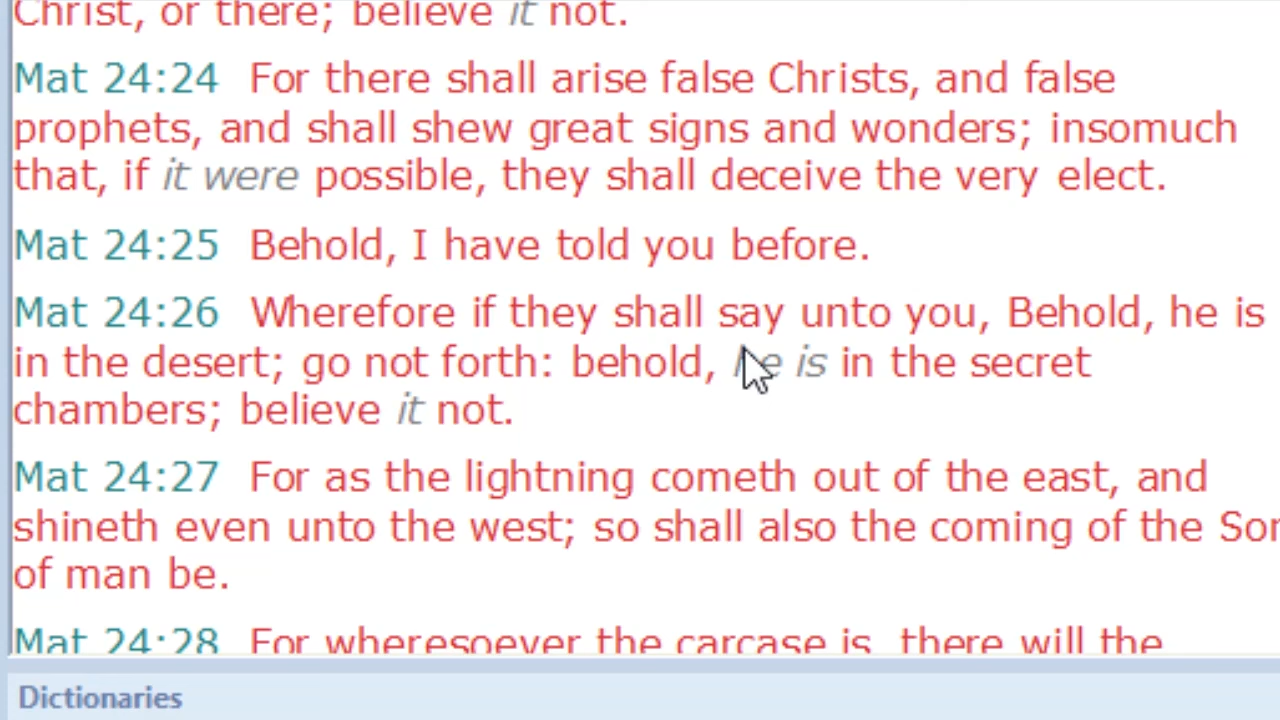 Christ, or there; believe it not.
Mat 24:24 For there shall arise false Christs, and false
prophets, and shall shew great signs and wonders; insomuch
that, if it were possible, they shall deceive the very elect.
Mat 24:25 Behold, I have told you before.
Mat 24:26 Wherefore if they shall say unto you, Behold, he is
in the desert; go not forth: behold, he is in the secret
chambers; believe it not.
Mat 24:27 For as the lightning cometh out of the east, and
shineth even unto the west; so shall also the coming of the Son
of man be.
Mat 24:28 For wheresoever the carcase is, there will the
Dictionaries